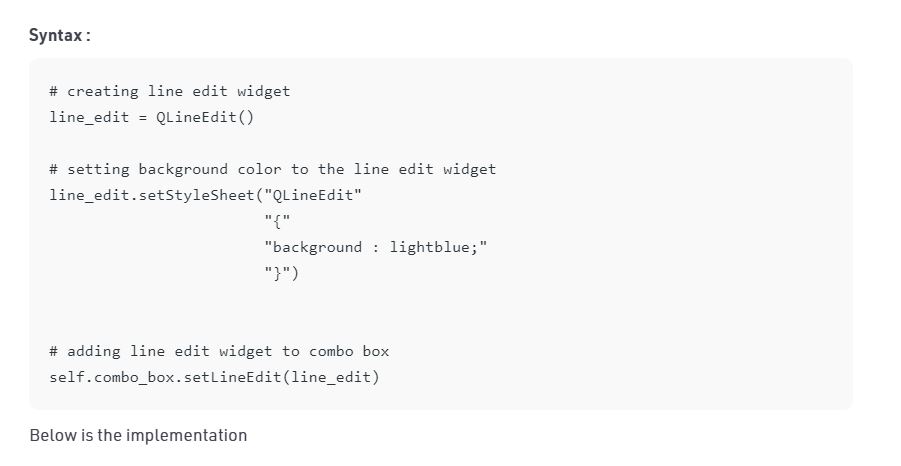 Syntax :
# creating line edit widget
line_edit = QLineEdit()
# setting background color to the line edit widget
line_edit.setStyleSheet("QLineEdit"
"{"
"background : lightblue;"
"}")
# adding line edit widget to combo box
self.combo_box.setLineEdit(line_edit)
Below is the implementation